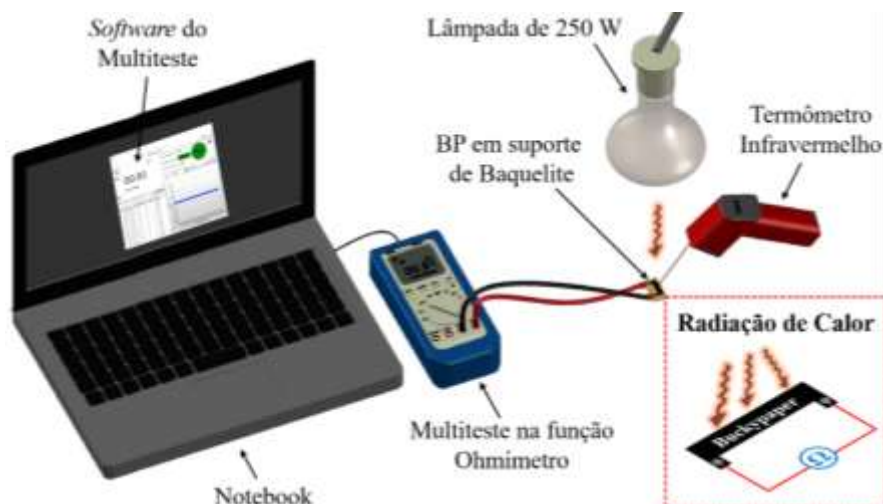 Software do
Multiteste
Lâmpada de 250 W
Termômetro
Infravermelho
BP em suporte
de Baquelite
Radiação de Calor
Buckypaper
Ω
Multiteste na função
Ohmímetro
Notebook